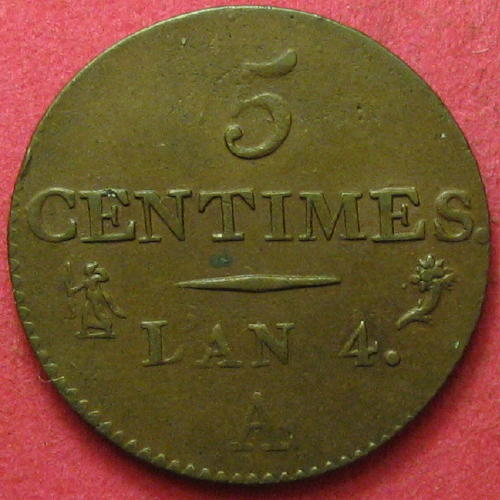 5
CENTIMES.
LAN 4.
A